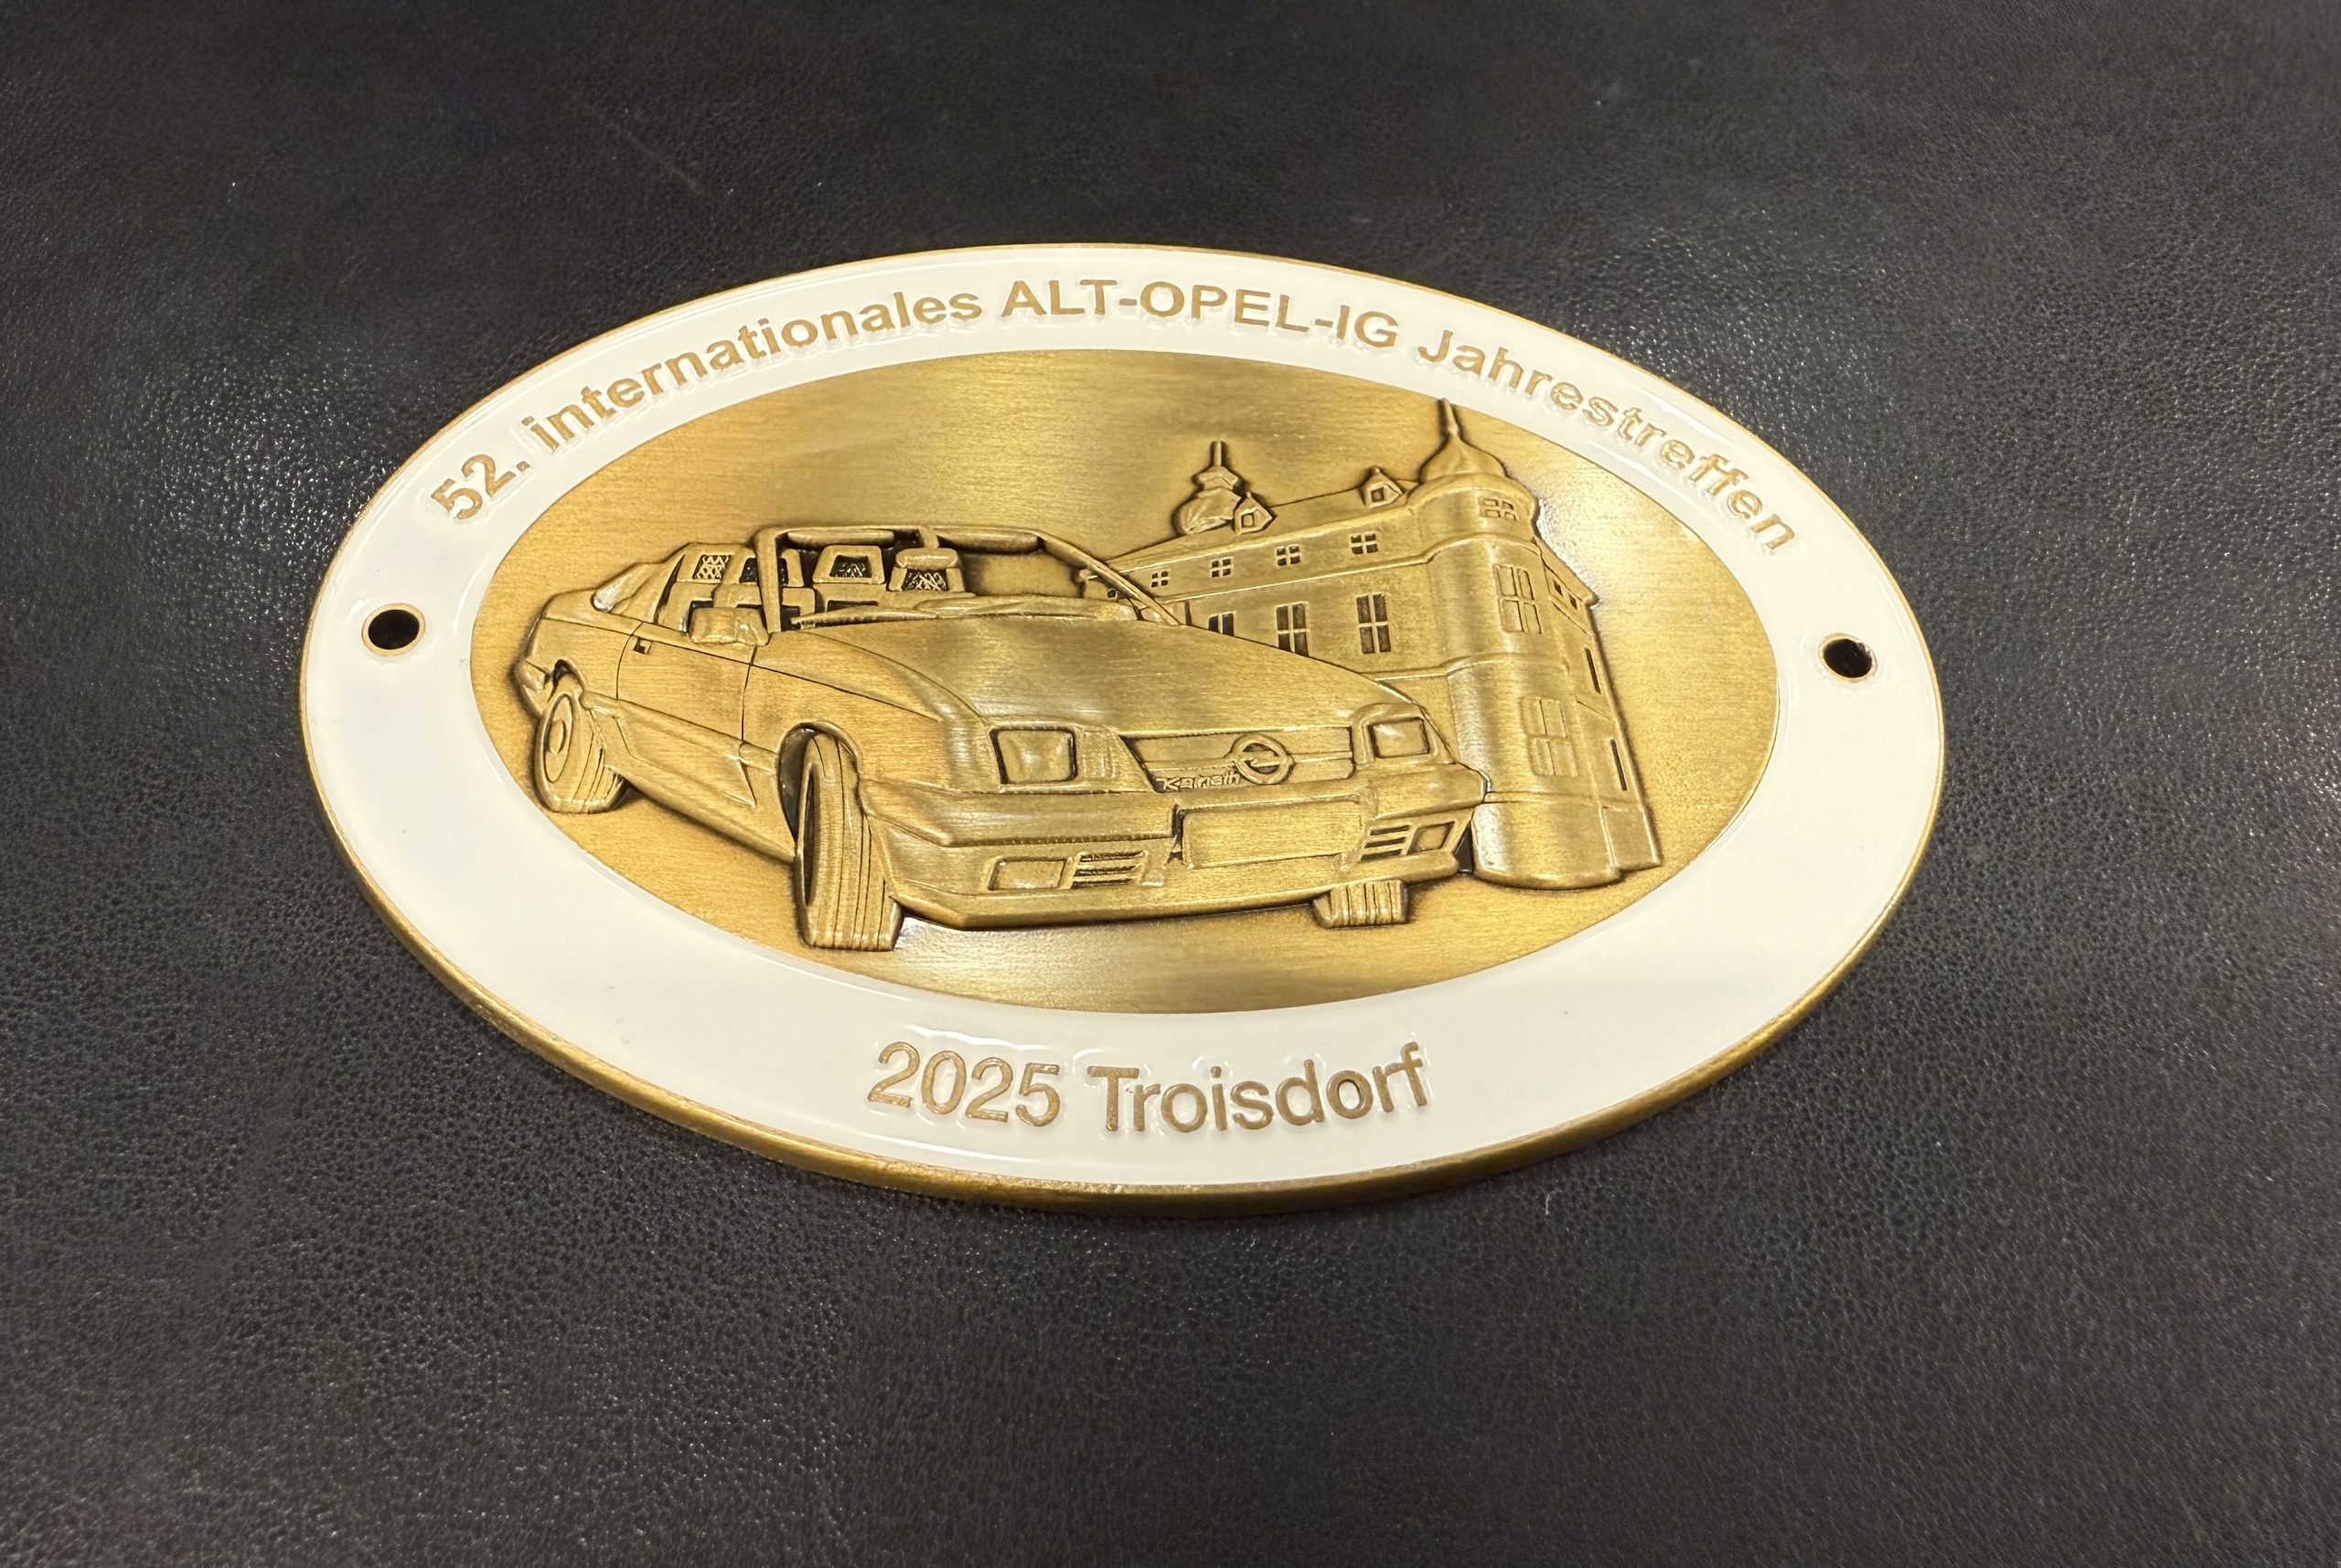 52. internationales ALT-OPEL-IG Jahrestreffen
2025 Troisdorf